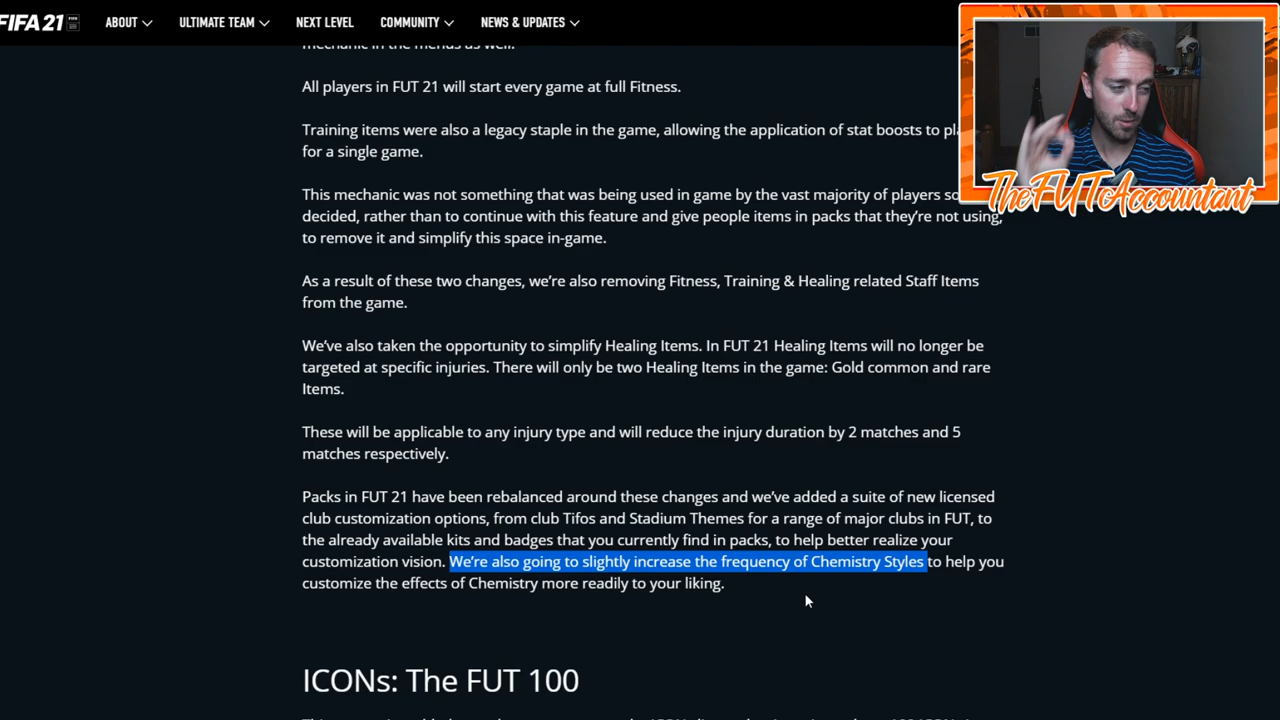 FIFA 21
ABOUT
ULTIMATE TEAM
NEXT LEVEL
COMMUNITY
NEWS & UPDATES
mechanic in the menus as well.
All players in FUT 21 will start every game at full Fitness.
Training items were also a legacy staple in the game, allowing the application of stat boosts to
for a single game.
This mechanic was not something that was being used in game by the vast majority of players
decided, rather than to continue with this feature and give people items in packs that they're not using,
to remove it and simplify this space in-game.
As a result of these two changes, we're also removing Fitness, Training & Healing related Staff Items
from the game.
We've also taken the opportunity to simplify Healing Items. In FUT 21 Healing Items will no longer be
targeted at specific injuries. There will only be two Healing Items in the game: Gold common and rare
Items.
These will be applicable to any injury type and will reduce the injury duration by 2 matches and 5
matches respectively.
Packs in FUT 21 have been rebalanced around these changes and we've added a suite of new licensed
club customization options, from club Tifos and Stadium Themes for a range of major clubs in FUT, to
the already available kits and badges that you currently find in packs, to help better realize your
customization vision. We're also going to slightly increase the frequency of Chemistry Styles to help you
customize the effects of Chemistry more readily to your liking.
ICONs: The FUT 100
TheFUTAccountant